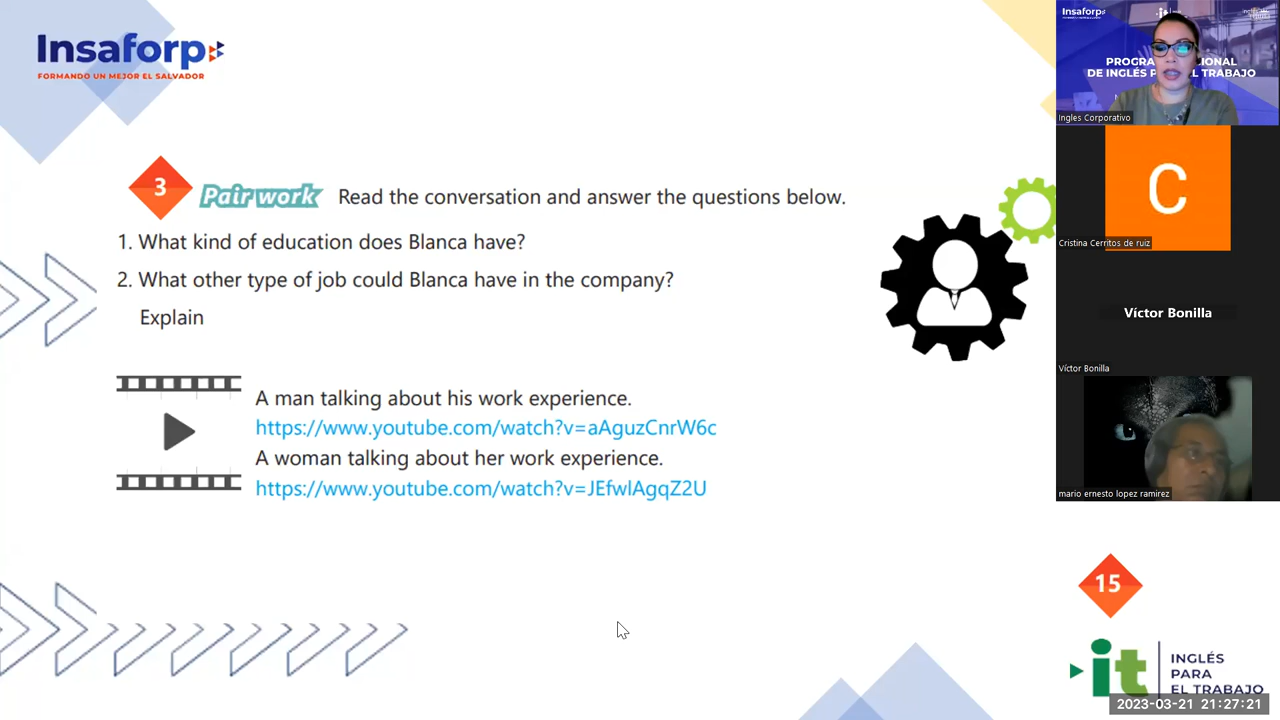 Insaforp
FORMANDO UN MEJOR EL SALVADOR
3
Pair work
Read the conversation and answer the questions below.
1. What kind of education does Blanca have?
2. What other type of job could Blanca have in the company?
Explain
A man talking about his work experience.
https://www.youtube.com/watch?v=aAguzCnrW6c
A woman talking about her work experience.
https://www.youtube.com/watch?v=JEfwlAgqZ2U
15
it
INGLÉS
PARA
EL TRABAJO
2023-03-21 21:27:21
Insaforp
it
DE INGLÉS
L TRABAJO
Ingles Corporativo
C
Cristina Cerritos de ruiz
Víctor Bonilla
Víctor Bonilla
mario ernesto lopez ramirez